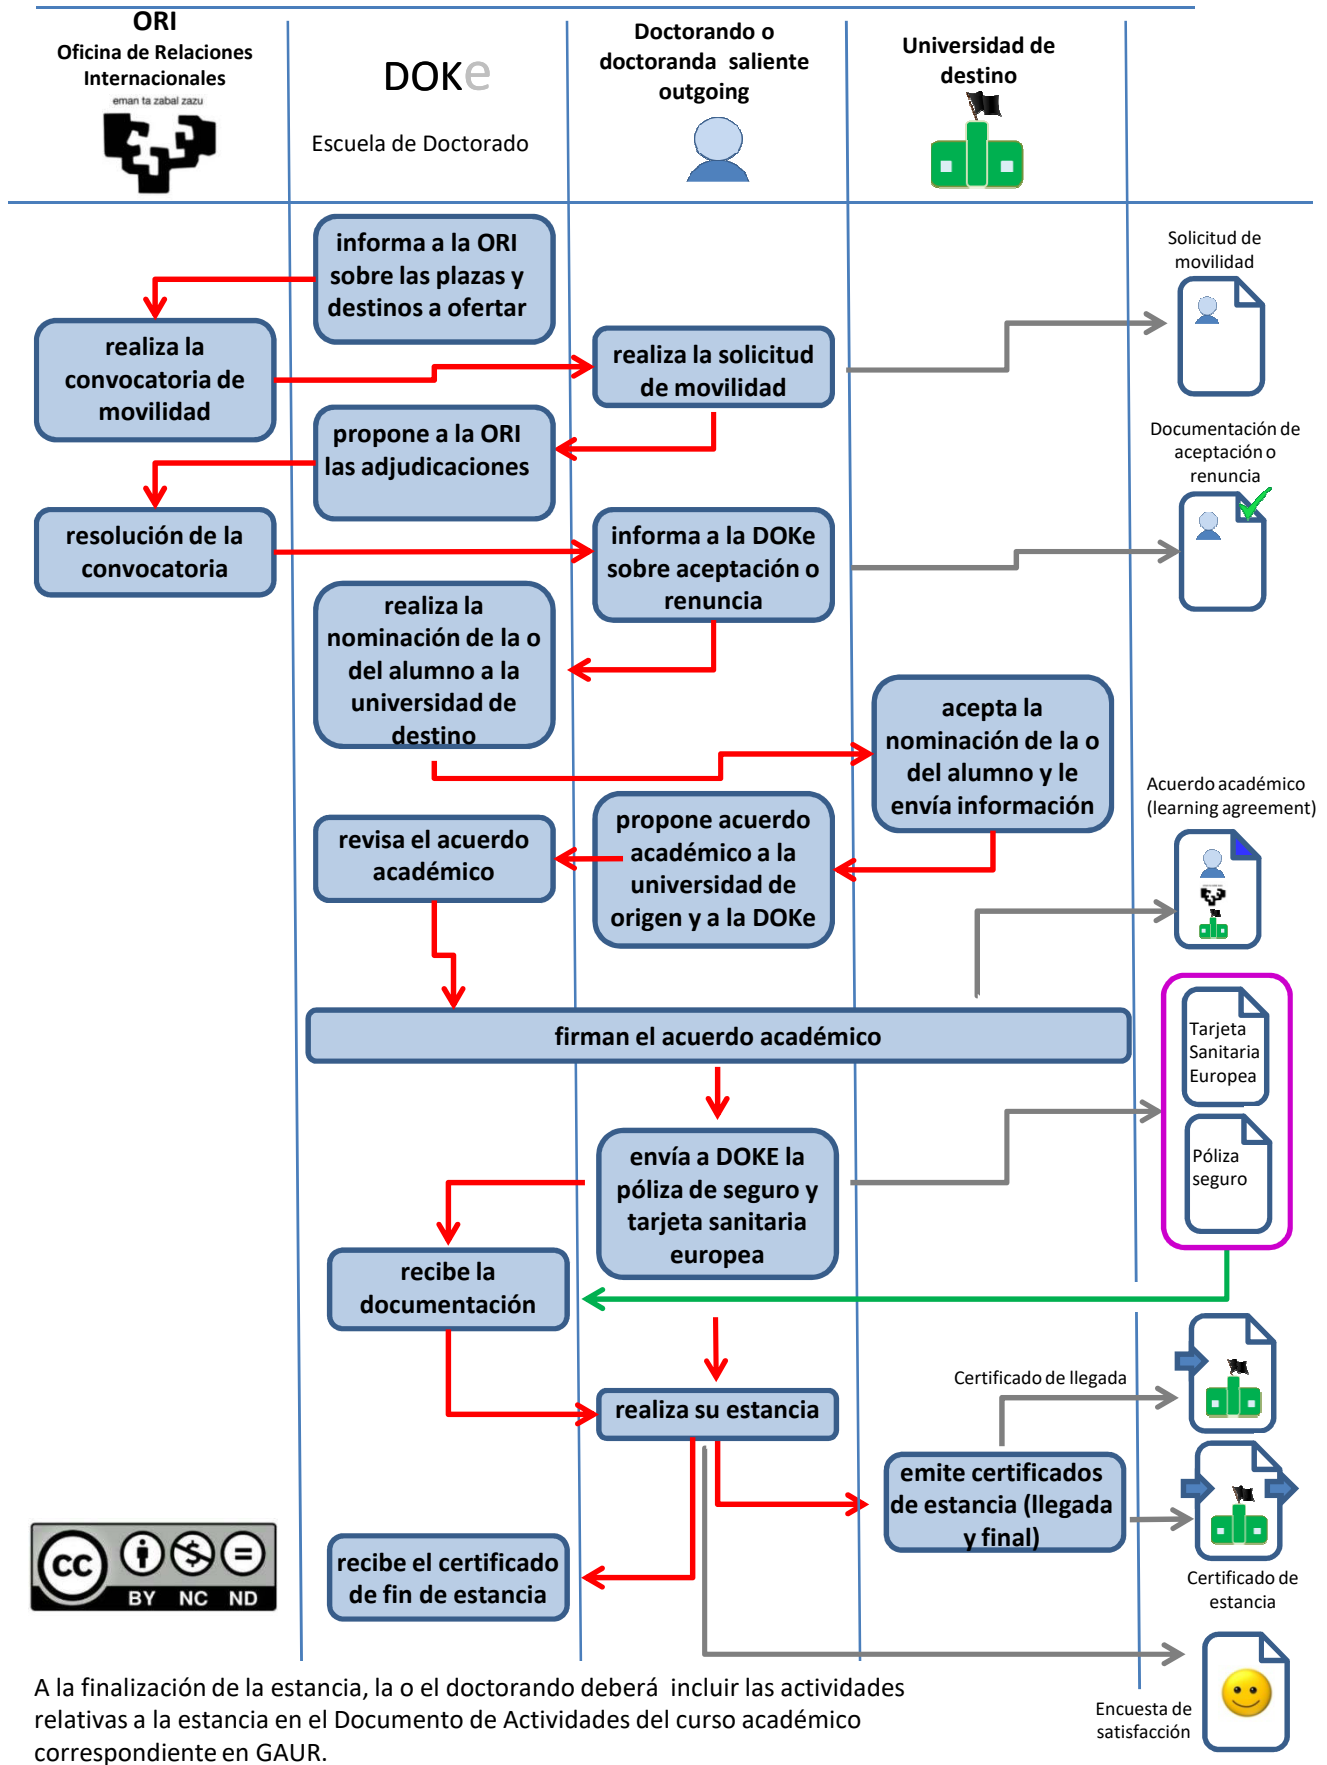 ORI
Oficina de Relaciones
Internacionales
eman ta zabal zazu
DOKe
Escuela de Doctorado
Doctorando o
doctoranda saliente
outgoing
Universidad de
destino
informa a la ORI
sobre las plazas y
destinos a ofertar
Solicitud de
movilidad
realiza la
convocatoria de
movilidad
realiza la solicitud
de movilidad
propone a la ORI
las adjudicaciones
Documentación de
aceptación o
renuncia
resolución de la
convocatoria
informa a la DOKe
sobre aceptación o
renuncia
realiza la
nominación de la o
del alumno a la
universidad de
destino
acepta la
nominación de la o
del alumno y le
envía información
Acuerdo académico
(learning agreement)
revisa el acuerdo
académico
propone acuerdo
académico a la
universidad de
origen y a la DOKe
firman el acuerdo académico
Tarjeta
Sanitaria
Europea
Póliza
seguro
envía a DOKE la
póliza de seguro y
tarjeta sanitaria
europea
recibe la
documentación
Certificado de llegada
realiza su estancia
emite certificados
de estancia (llegada
y final)
recibe el certificado
de fin de estancia
Certificado de
estancia
cc
BY NC ND
Encuesta de
satisfacción
A la finalización de la estancia, la o el doctorando deberá incluir las actividades
relativas a la estancia en el Documento de Actividades del curso académico
correspondiente en GAUR.